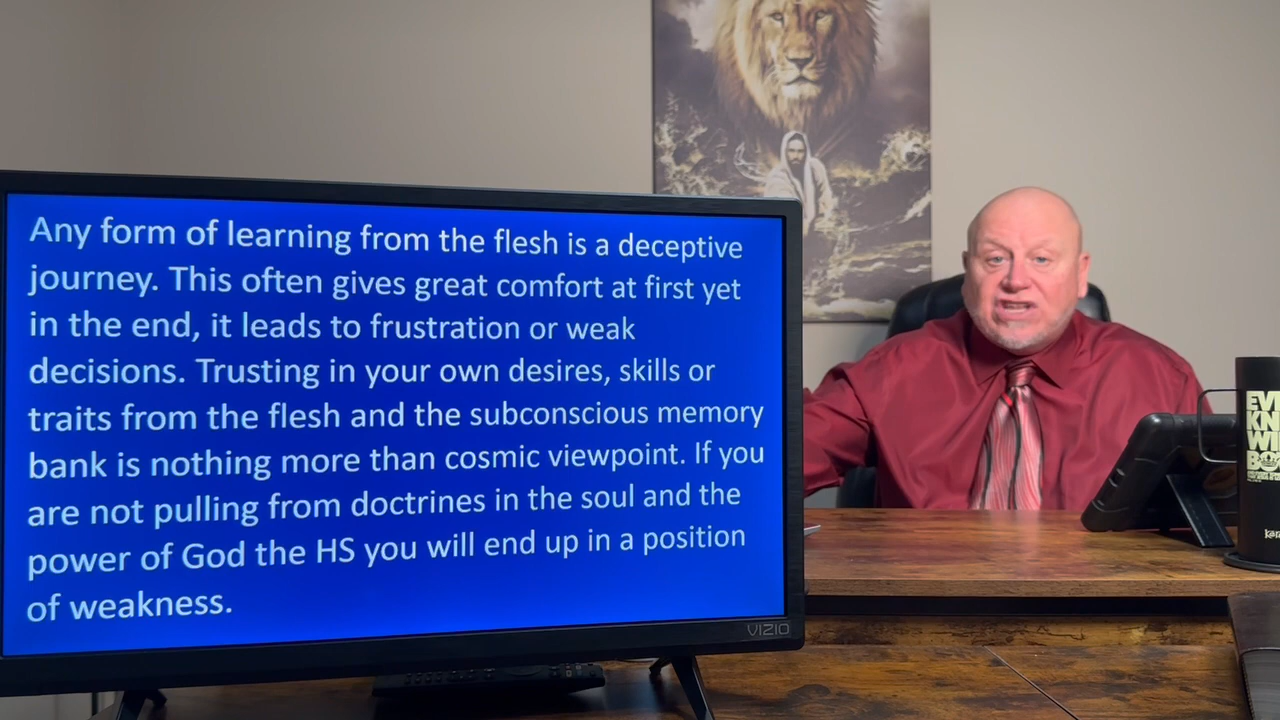 Any form of learning from the flesh is a deceptive
journey. This often gives great comfort at first yet
in the end, it leads to frustration or weak
decisions. Trusting in your own desires, skills or
traits from the flesh and the subconscious memory
bank is nothing more than cosmic viewpoint. If you
are not pulling from doctrines in the soul and the
power of God the HS you will end up in a position
of weakness.
VIZIO